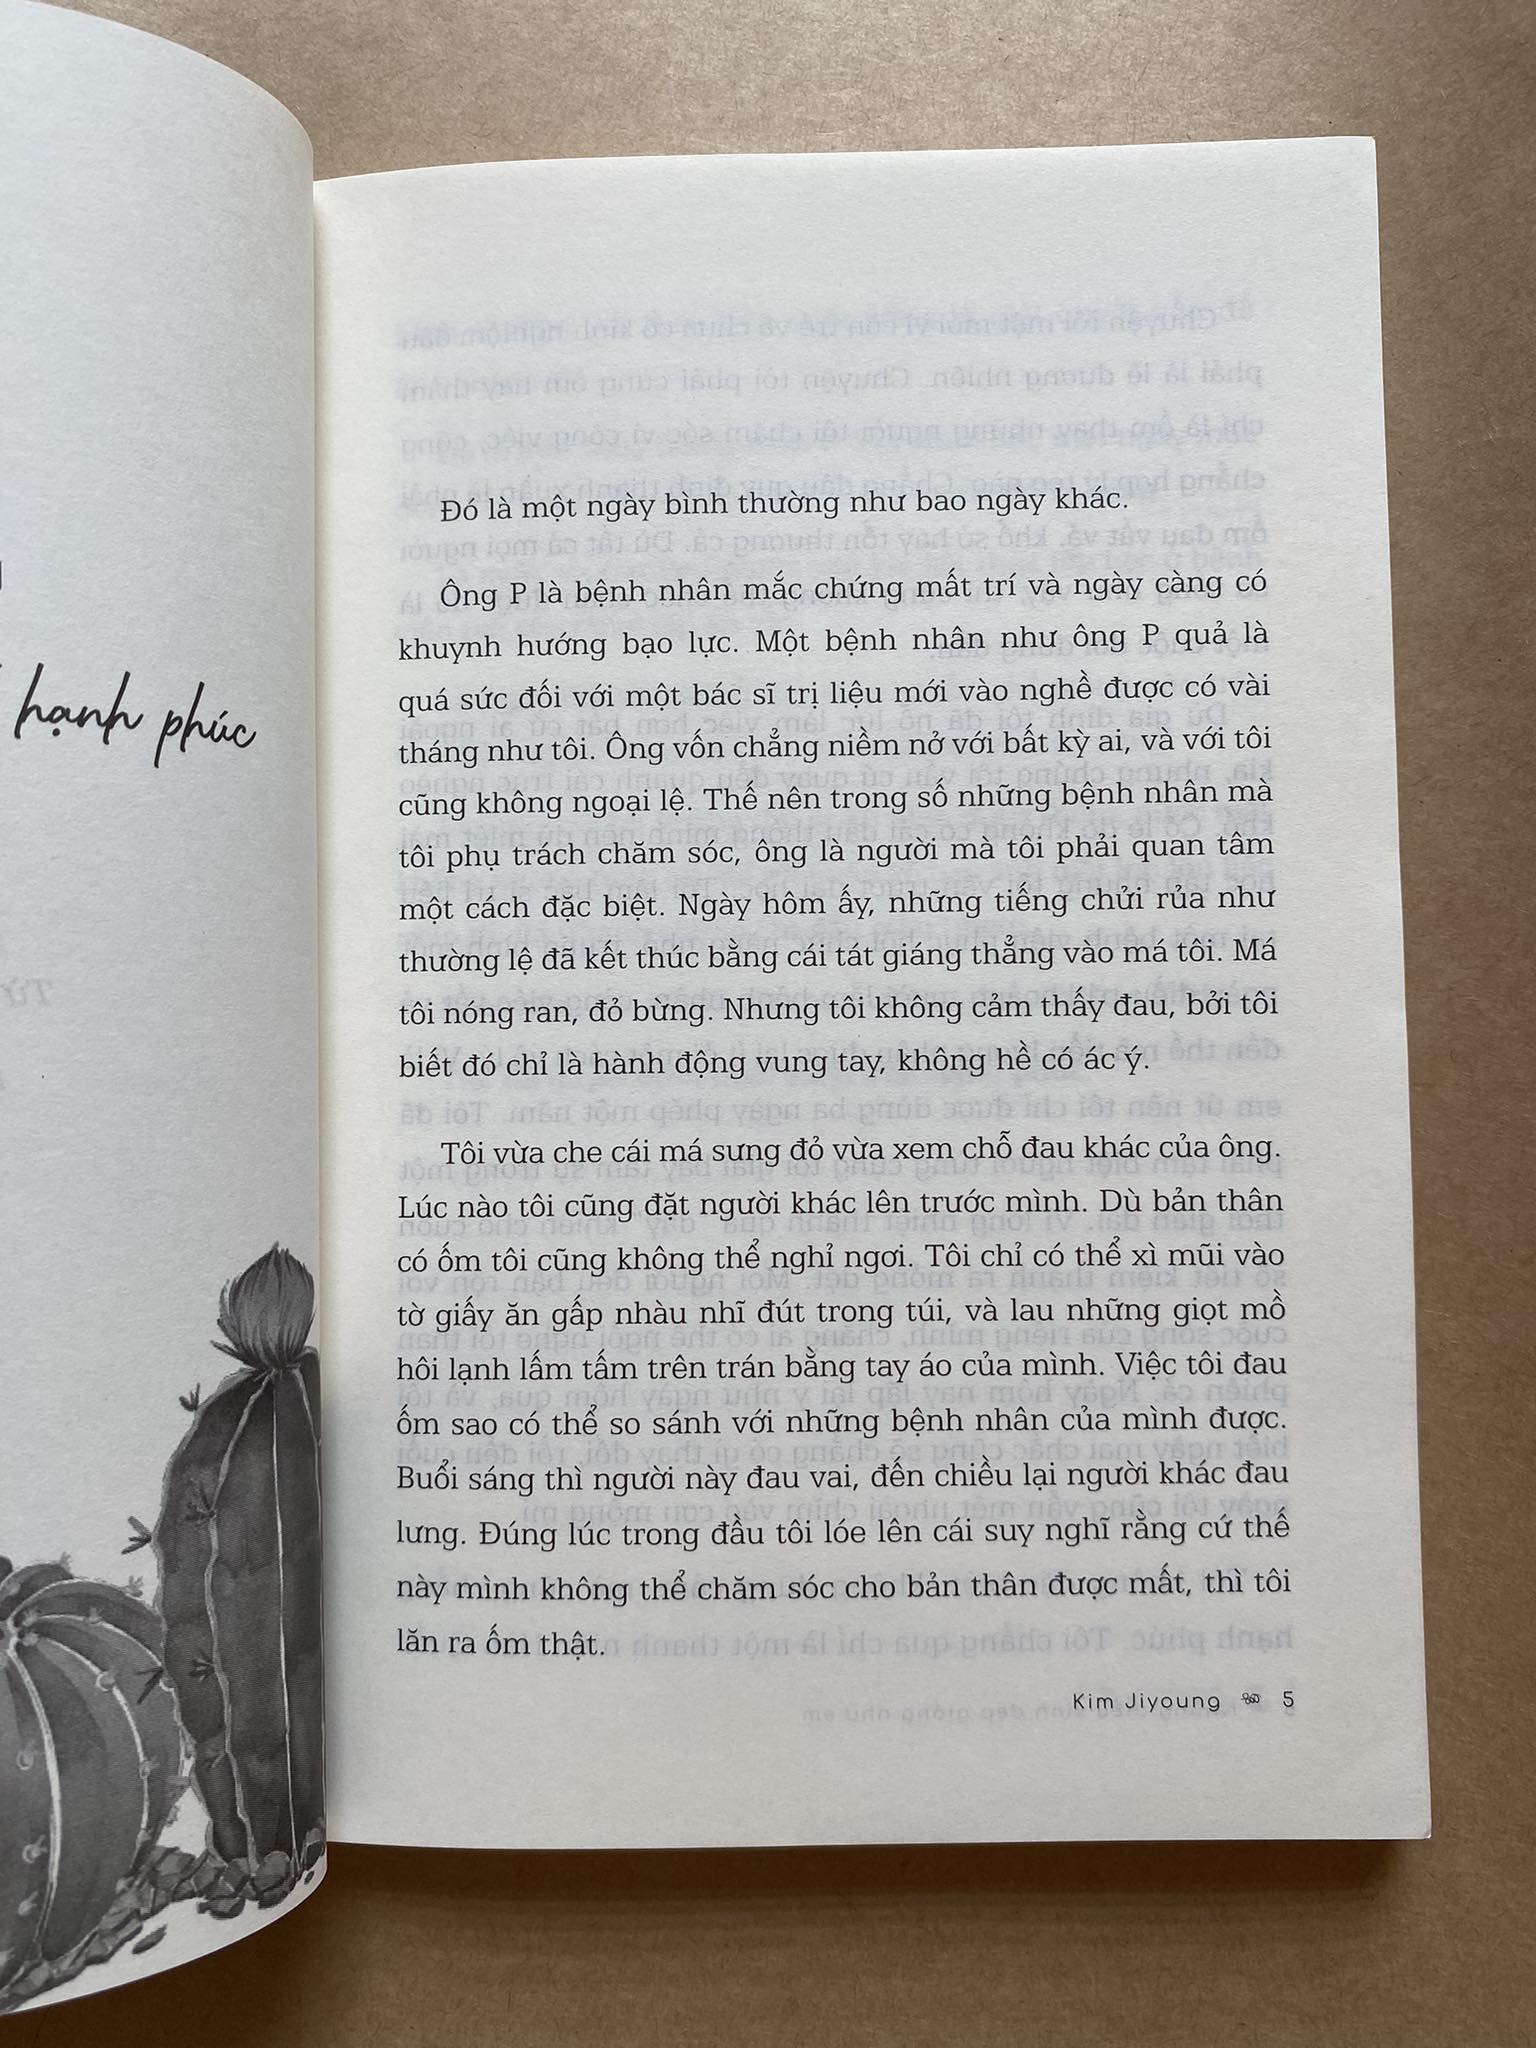 hạnh phúc
Đó là một ngày bình thường như bao ngày khác.
Ông P là bệnh nhân mắc chứng mất trí và ngày càng có
khuynh hướng bạo lực. Một bệnh nhân như ông P quả là
quá sức đối với một bác sĩ trị liệu mới vào nghề được có vài
tháng như tôi. Ông vốn chẳng niềm nở với bất kỳ ai, và với tôi
cũng không ngoại lệ. Thế nên trong số những bệnh nhân mà
tôi phụ trách chăm sóc, ông là người mà tôi phải quan tâm
một cách đặc biệt. Ngày hôm ấy, những tiếng chửi rủa như
thường lệ đã kết thúc bằng cái tát giáng thẳng vào má tôi. Má
tôi nóng ran, đỏ bừng. Nhưng tôi không cảm thấy đau, bởi tôi
biết đó chỉ là hành động vung tay, không hề có ác ý.
Tôi vừa che cái má sưng đỏ vừa xem chỗ đau khác của ông.
Lúc nào tôi cũng đặt người khác lên trước mình. Dù bản thân
có ốm tôi cũng không thể nghỉ ngơi. Tôi chỉ có thể xì mũi vào
tờ giấy ăn gấp nhàu nhĩ đút trong túi, và lau những giọt mồ
hôi lạnh lấm tấm trên trán bằng tay áo của mình. Việc tôi đau
ốm sao có thể so sánh với những bệnh nhân của mình được.
Buổi sáng thì người này đau vai, đến chiều lại người khác đau
lưng. Đúng lúc trong đầu tôi lóe lên cái suy nghĩ rằng cứ thế
này mình không thể chăm sóc cho bản thân được mất, thì tôi
lăn ra ốm thật.
Kim Jiyoung 5